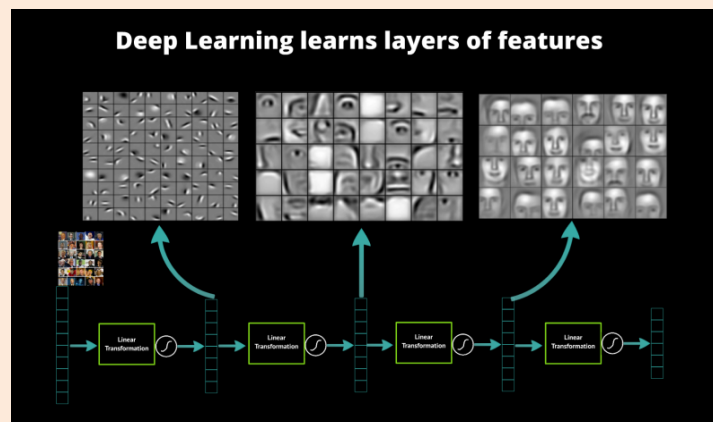 Deep Learning learns layers of features
Linear
Transformation
Linear
Transformation
Linear
Transformation
Linear
Transformation